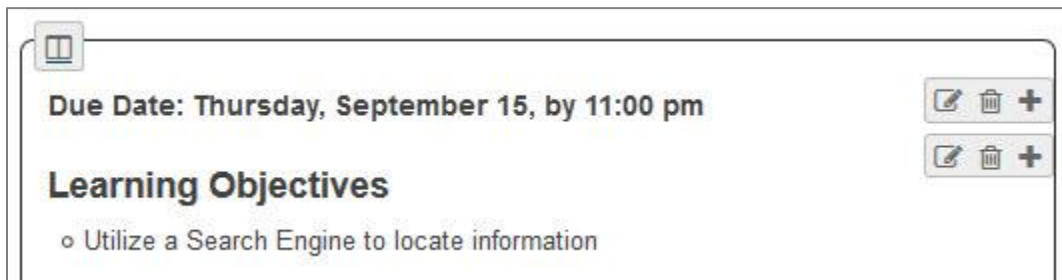 Due Date: Thursday, September 15, by 11:00 pm
Learning Objectives
Utilize a Search Engine to locate information